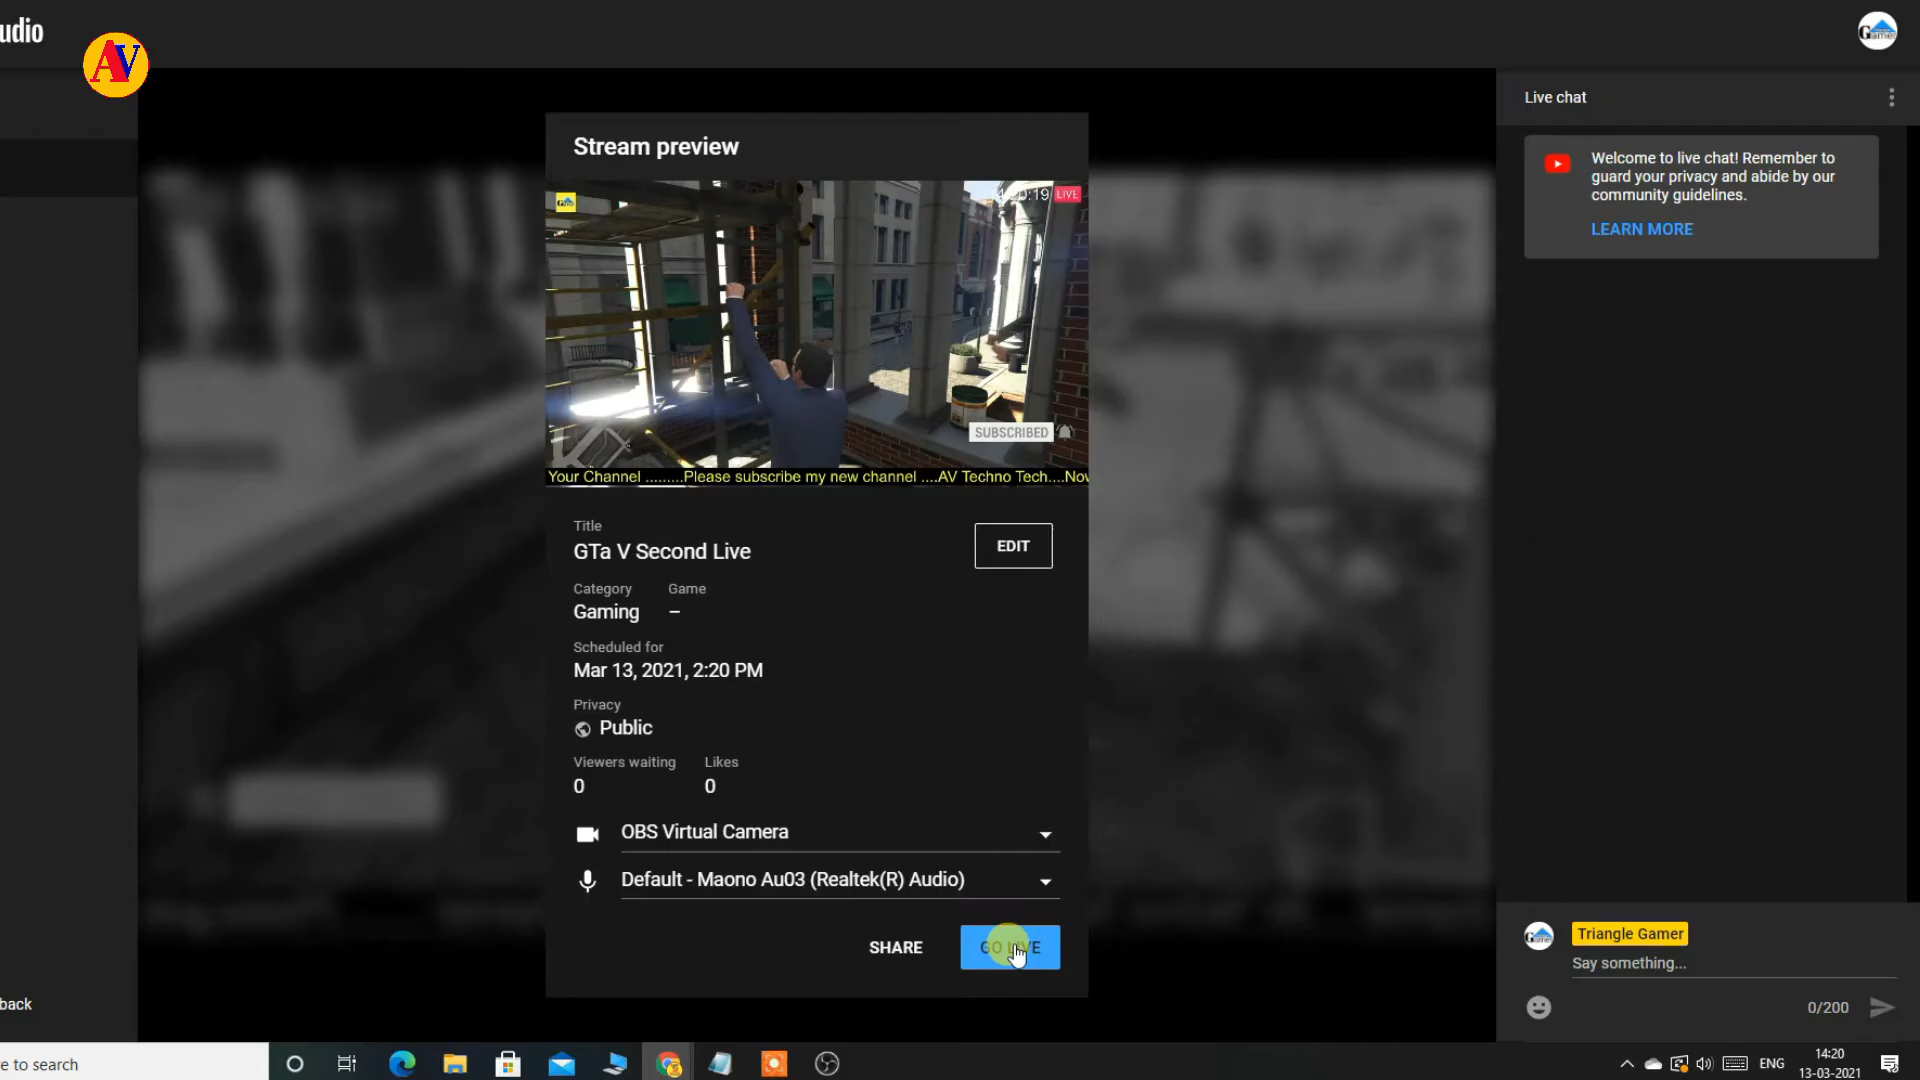 udio
AV
Gamer
Live chat
Stream preview
Welcome to live chat! Remember to
guard your privacy and abide by our
community guidelines.
LEARN MORE
:19 LIVE
SUBSCRIBED
Your Channel .........Please subscribe my new channel ....AV Techno Tech....Nov
Title
GTa V Second Live
EDIT
Category Game
Gaming –
Scheduled for
Mar 13, 2021, 2:20 PM
Privacy
Public
Viewers waiting Likes
0 0
OBS Virtual Camera
Default - Maono Au03 (Realtek(R) Audio)
SHARE GO LIVE
Triangle Gamer
Say something...
0/200
back
e to search
ENG
14:20
13-03-2021